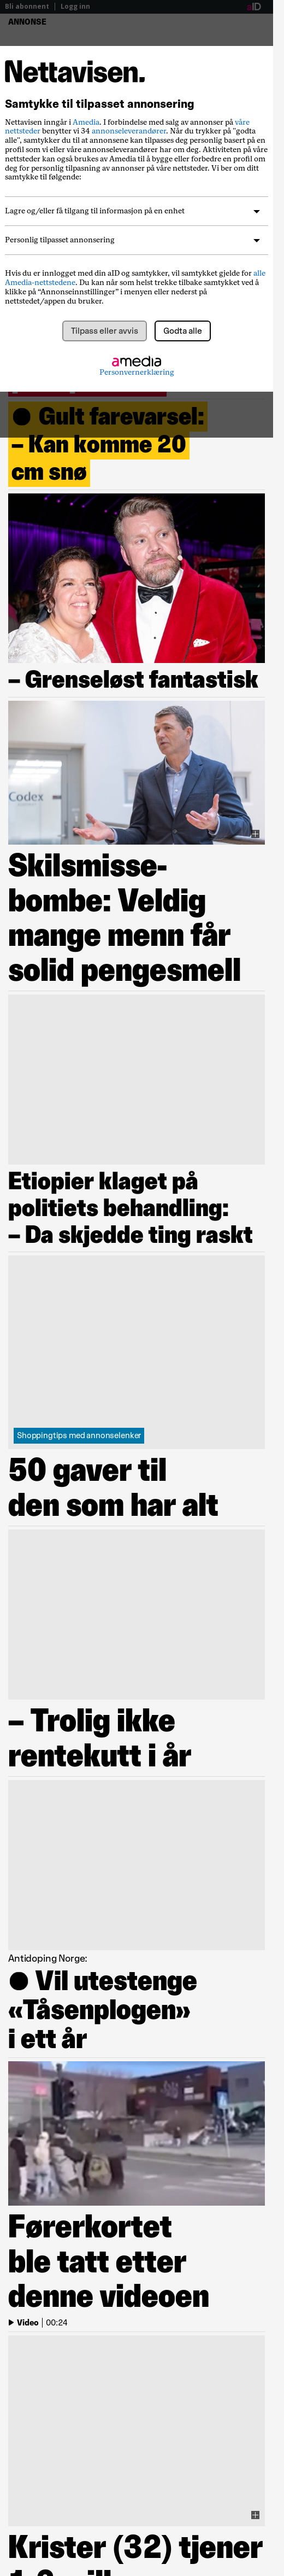 Bli abonnent | Logg inn aID
ANNONSE
Nettavisen.
Samtykke til tilpasset annonsering
Nettavisen inngår i Amedia. I forbindelse med salg av annonser på våre
nettsteder benytter vi 34 annonseleverandører. Når du trykker på "godta
alle", samtykker du til at annonsene kan tilpasses deg personlig basert på en
profil som vi eller våre annonseleverandører har om deg. Aktiviteten på våre
nettsteder kan også brukes av Amedia til å bygge eller forbedre en profil om
deg for personlig tilpasning av annonser på våre nettsteder. Vi ber om ditt
samtykke til følgende:
Lagre og/eller få tilgang til informasjon på en enhet
Personlig tilpasset annonsering
Hvis du er innlogget med din aID og samtykker, vil samtykket gjelde for alle
Amedia-nettstedene. Du kan når som helst trekke tilbake samtykket ved å
klikke på “Annonseinnstillinger” i menyen eller nederst på
nettstedet/appen du bruker.
Tilpass eller avvis Godta alle
amedia
Personvernerklæring
● Gult farevarsel:
– Kan komme 20
cm snø
– Grenseløst fantastisk
Codex
Skilsmisse-
bombe: Veldig
mange menn får
solid pengesmell
Etiopier klaget på
politiets behandling:
– Da skjedde ting raskt
Shoppingtips med annonselenker
50 gaver til
den som har alt
– Trolig ikke
rentekutt i år
Antidoping Norge:
● Vil utestenge
«Tåsenplogen»
i ett år
Førerkortet
ble tatt etter
denne videoen
Video | 00:24
Krister (32) tjener